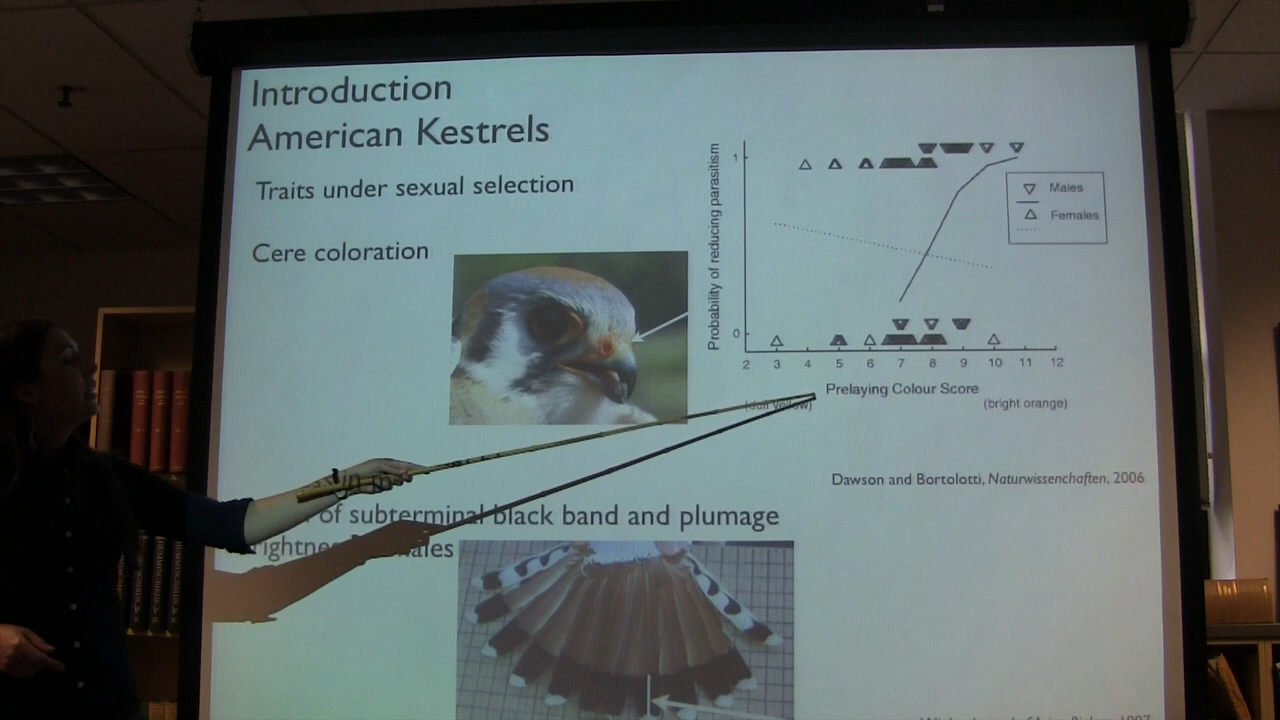 Introduction
American Kestrels
Traits under sexual selection
Cere coloration
Probability of reducing parasitism
1
0
Males
Females
2 3 4 5 6 7 8 9 10 11 12
Prelaying Colour Score
(dull yellow) (bright orange)
Dawson and Bortolotti, Naturwissenschaften, 2006
of subterminal black band and plumage